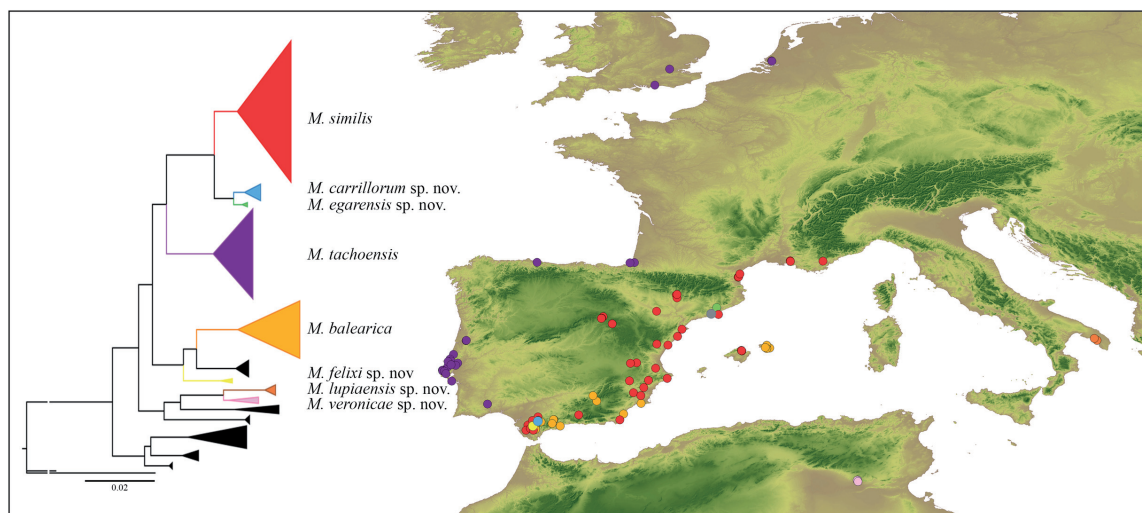 M. similis
M. carrillorum sp. nov.
M. egarensis sp. nov.
M. tachoensis
M. balearica
M. felixi sp. nov
M. lupiaensis sp. nov.
M. veronicae sp. nov.
0.02